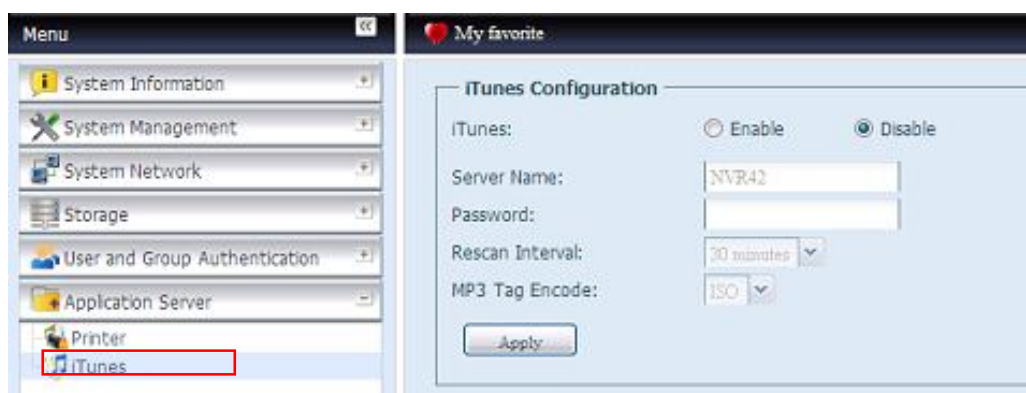 Menu
My favorite
System Information
System Management
System Network
Storage
User and Group Authentication
Application Server
Printer
iTunes
iTunes Configuration
iTunes: Enable Disable
Server Name: NVR42
Password:
Rescan Interval: 30 minutes
MP3 Tag Encode: ISO
Apply